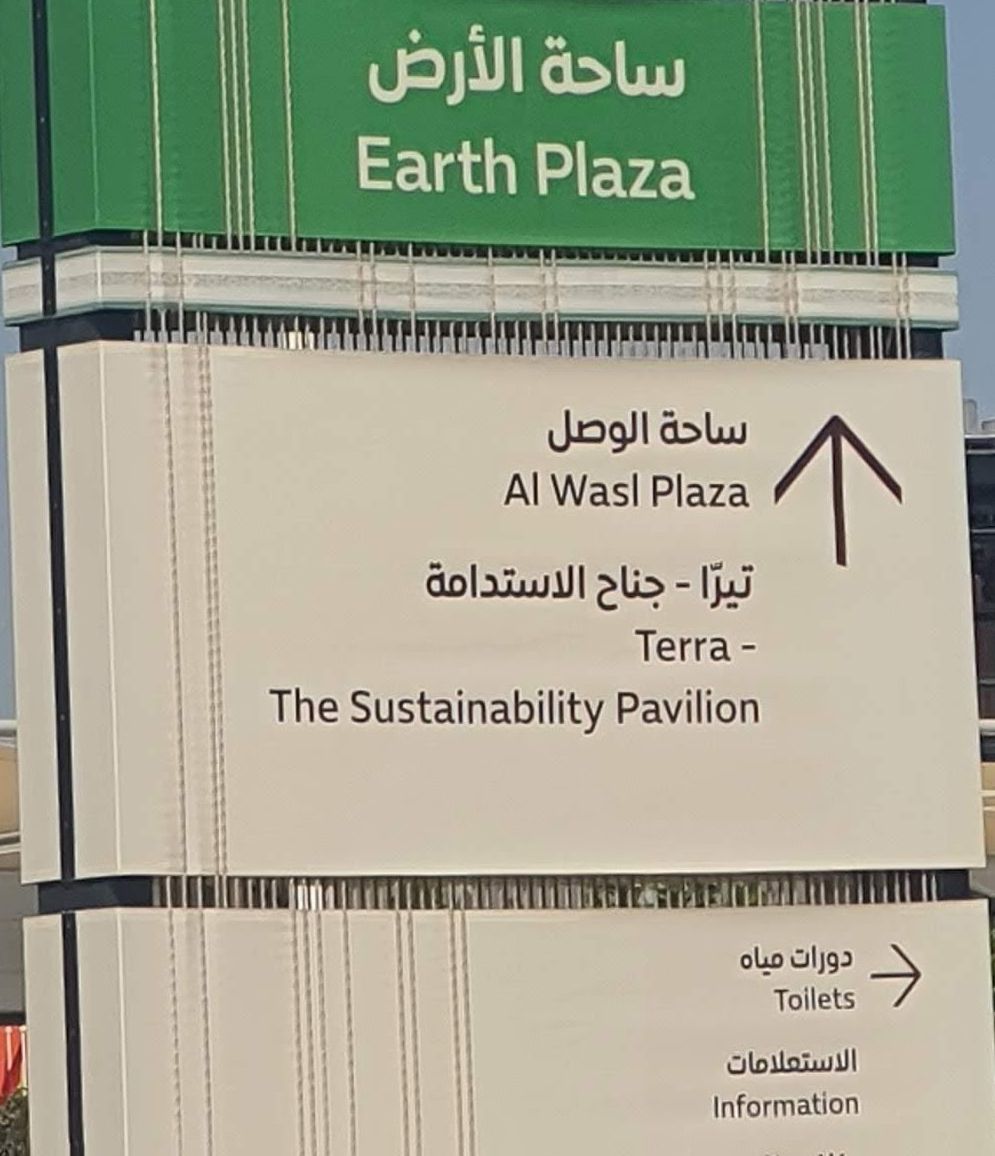 ساحة الأرض
Earth Plaza
ساحة الوصل
Al Wasl Plaza
تيرّا - جناح الاستدامة
Terra -
The Sustainability Pavilion
دورات مياه
Toilets
الاستعلامات
Information